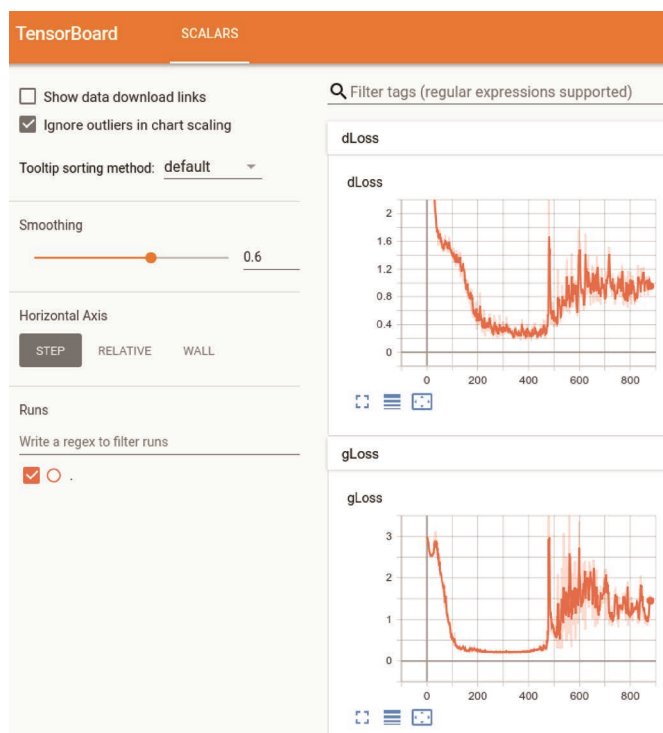 TensorBoard SCALARS
Show data download links
Ignore outliers in chart scaling
Tooltip sorting method: default
Smoothing
0.6
Horizontal Axis
STEP RELATIVE WALL
Runs
Write a regex to filter runs
.
Filter tags (regular expressions supported)
dLoss
dLoss
2
1.6
1.2
0.8
0.4
0
0 200 400 600 800
gLoss
gLoss
3
2
1
0
0 200 400 600 800